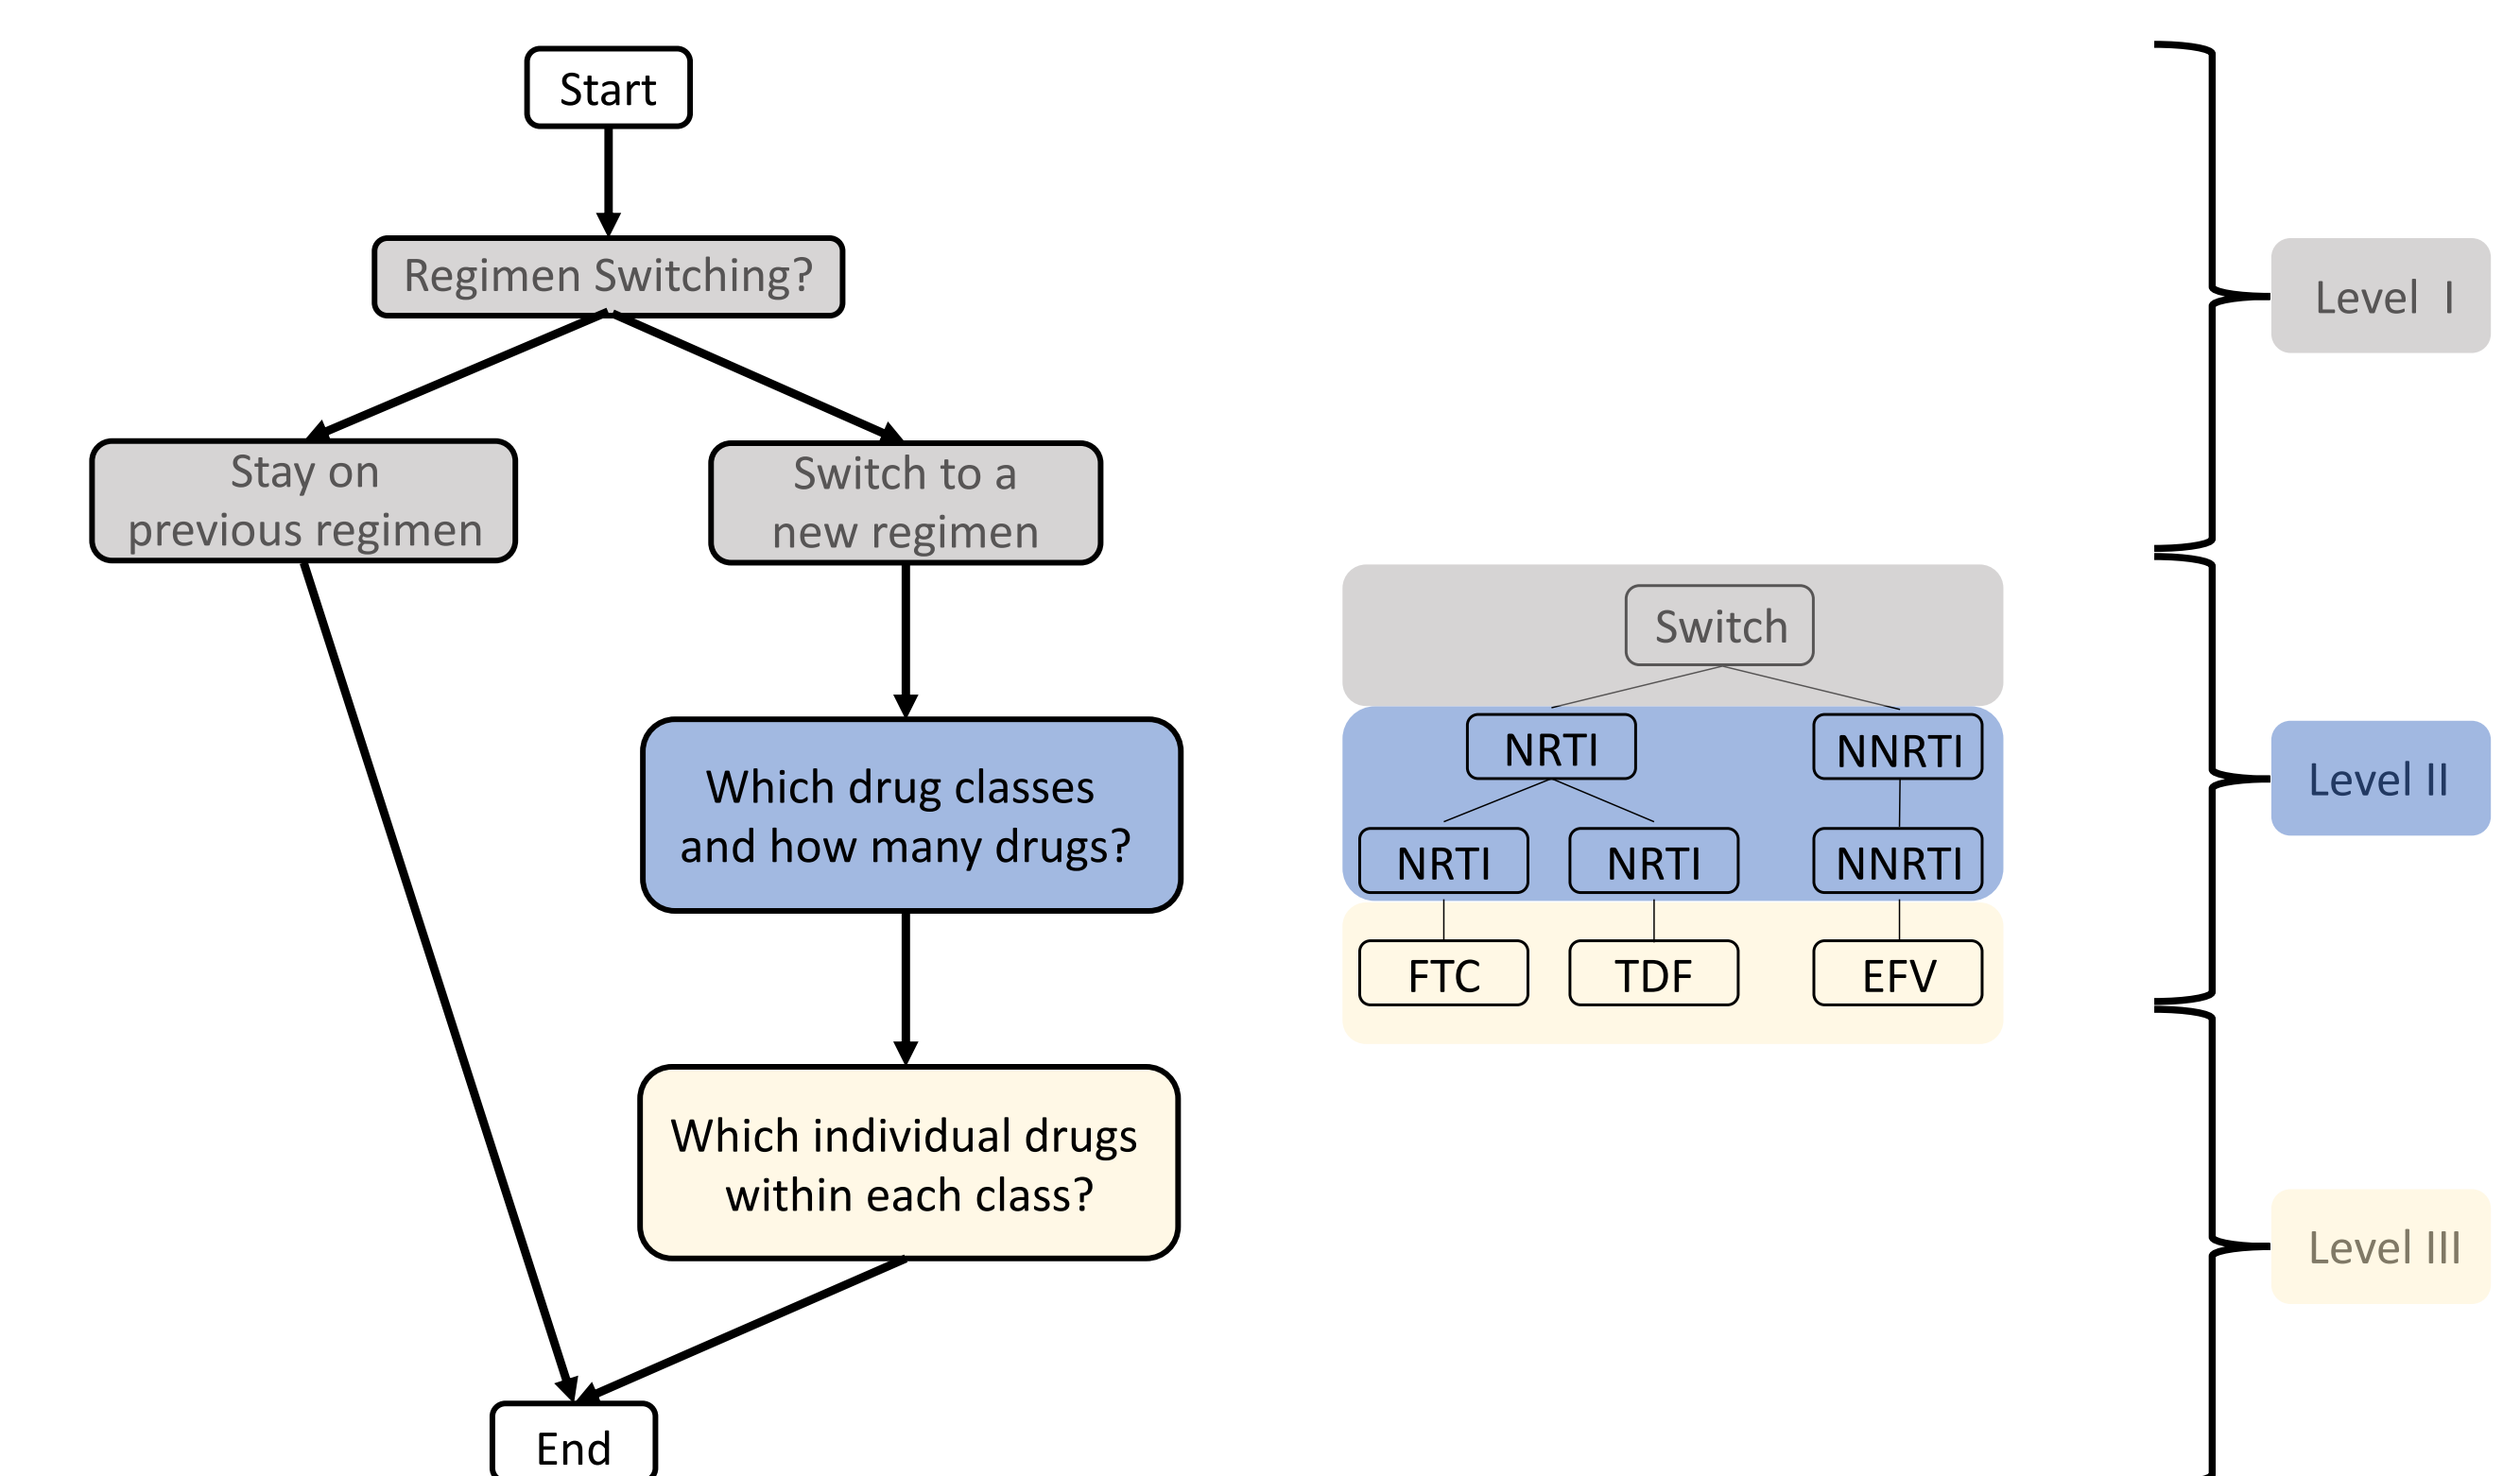 Start
Regimen Switching?
Level I
Stay on
previous regimen
Switch to a
new regimen
Switch
Which drug classes
and how many drugs?
NRTI
NNRTI
NRTI
NRTI
NNRTI
Level II
FTC
TDF
EFV
Which individual drugs
within each class?
Level III
End